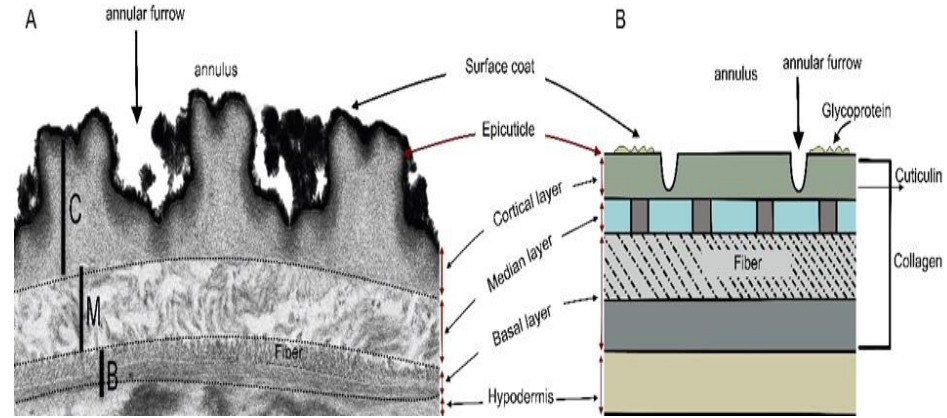 A
annular furrow
annulus
C
M
B
Fiber
Surface coat
Epicuticle
Cortical layer
Median layer
Basal layer
Hypodermis
B
annulus
annular furrow
Glycoprotein
Cuticulin
Fiber
Collagen